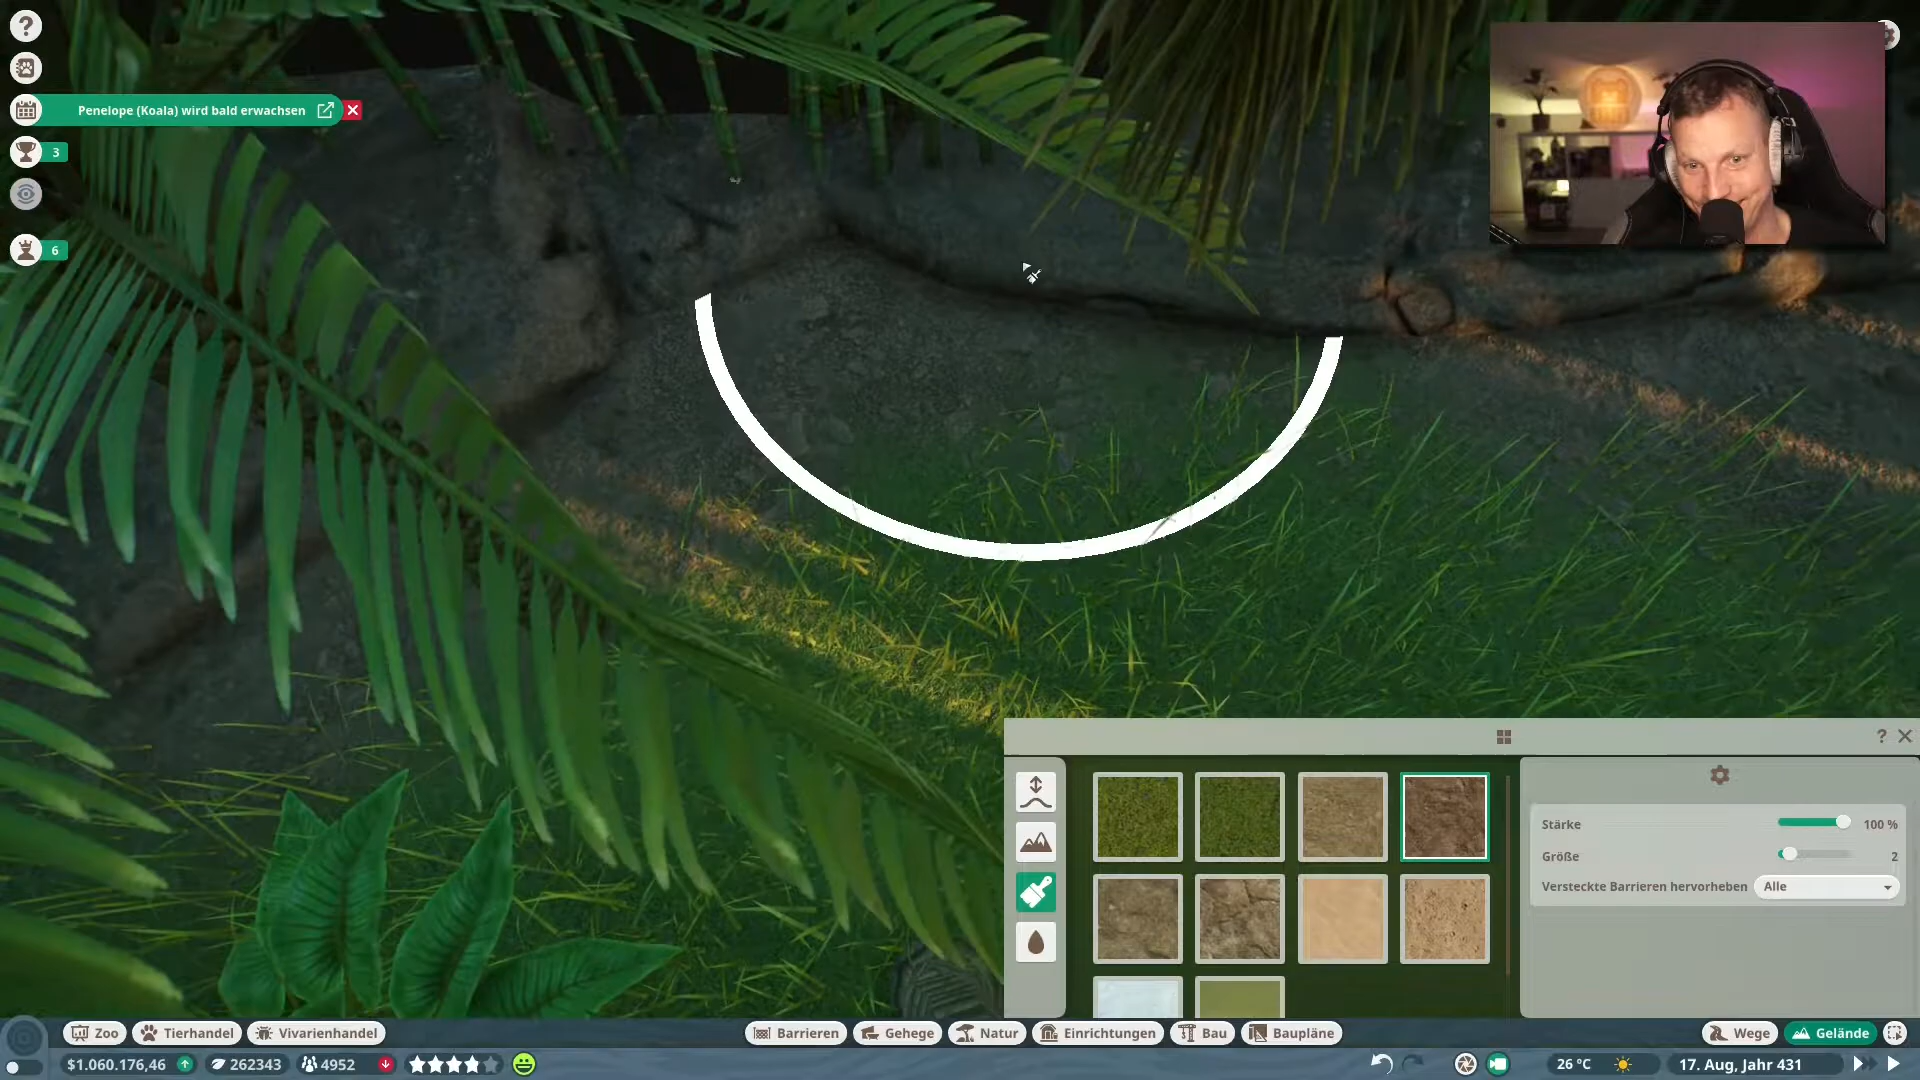 ?
Penelope (Koala) wird bald erwachsen
3
6
?
Stärke
100 %
Größe
2
Versteckte Barrieren hervorheben
Alle
Zoo
Tierhandel
Vivarienhandel
Barrieren
Gehege
Natur
Einrichtungen
Bau
Baupläne
Wege
Gelände
$1.060.176,46
262343
4952
26 °C
17. Aug, Jahr 431